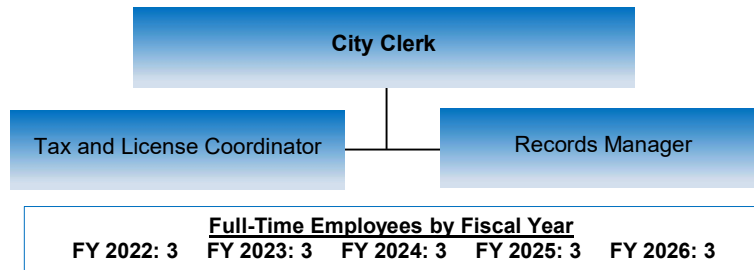 City Clerk
Tax and License Coordinator
Records Manager
Full-Time Employees by Fiscal Year
FY 2022: 3 FY 2023: 3 FY 2024: 3 FY 2025: 3 FY 2026: 3